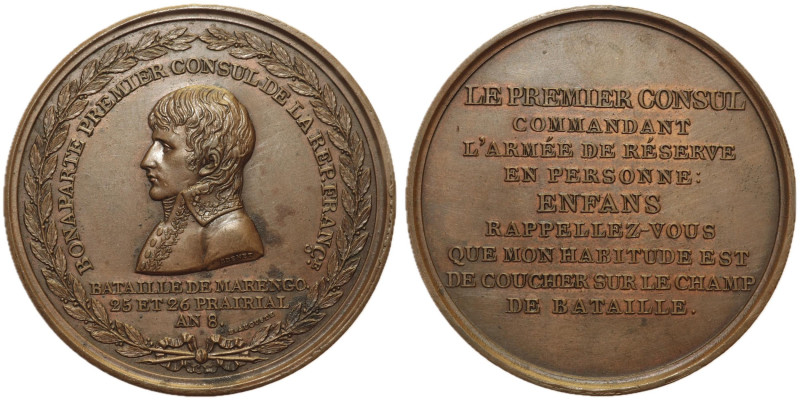 BONAPARTE PREMIER CONSUL DE LA REP. FRANC.E
BATAILLE DE MARENGO.
25 ET 26 PRAIRIAL
AN 8.
LE PREMIER CONSUL
COMMANDANT
L'ARMÉE DE RÉSERVE
EN PERSONNE:
ENFANS
RAPPELLEZ-VOUS
QUE MON HABITUDE EST
DE COUCHER SUR LE CHAMP
DE BATAILLE.